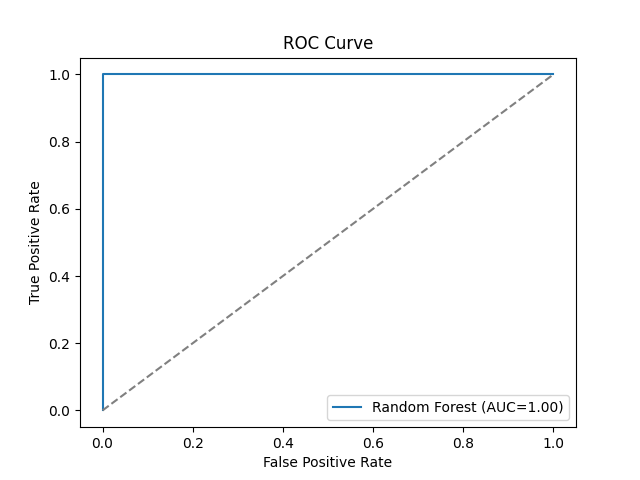 ROC Curve
True Positive Rate
1.0
0.8
0.6
0.4
0.2
0.0
Random Forest (AUC=1.00)
0.0 0.2 0.4 0.6 0.8 1.0
False Positive Rate